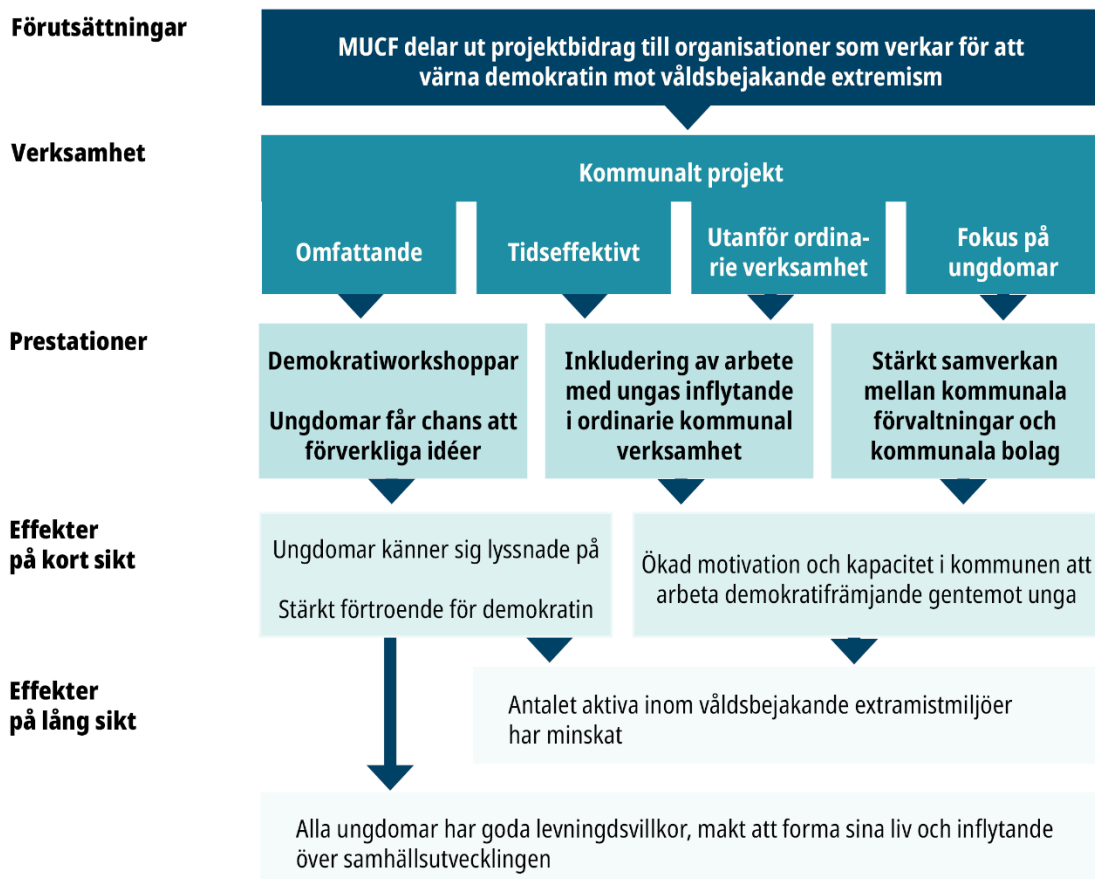 Förutsättningar
MUCF delar ut projektbidrag till organisationer som verkar för att
värna demokratin mot våldsbejakande extremism
Verksamhet
Kommunalt projekt
Omfattande
Tidseffektivt
Utanför ordina-
rie verksamhet
Fokus på
ungdomar
Prestationer
Demokratiworkshoppar
Ungdomar får chans att
förverkliga idéer
Inkludering av arbete
med ungas inflytande
i ordinarie kommunal
verksamhet
Stärkt samverkan
mellan kommunala
förvaltningar och
kommunala bolag
Effekter
på kort sikt
Ungdomar känner sig lyssnade på
Stärkt förtroende för demokratin
Ökad motivation och kapacitet i kommunen att
arbeta demokratifrämjande gentemot unga
Effekter
på lång sikt
Antalet aktiva inom våldsbejakande extramistmiljöer
har minskat
Alla ungdomar har goda levningdsvillkor, makt att forma sina liv och inflytande
över samhällsutvecklingen